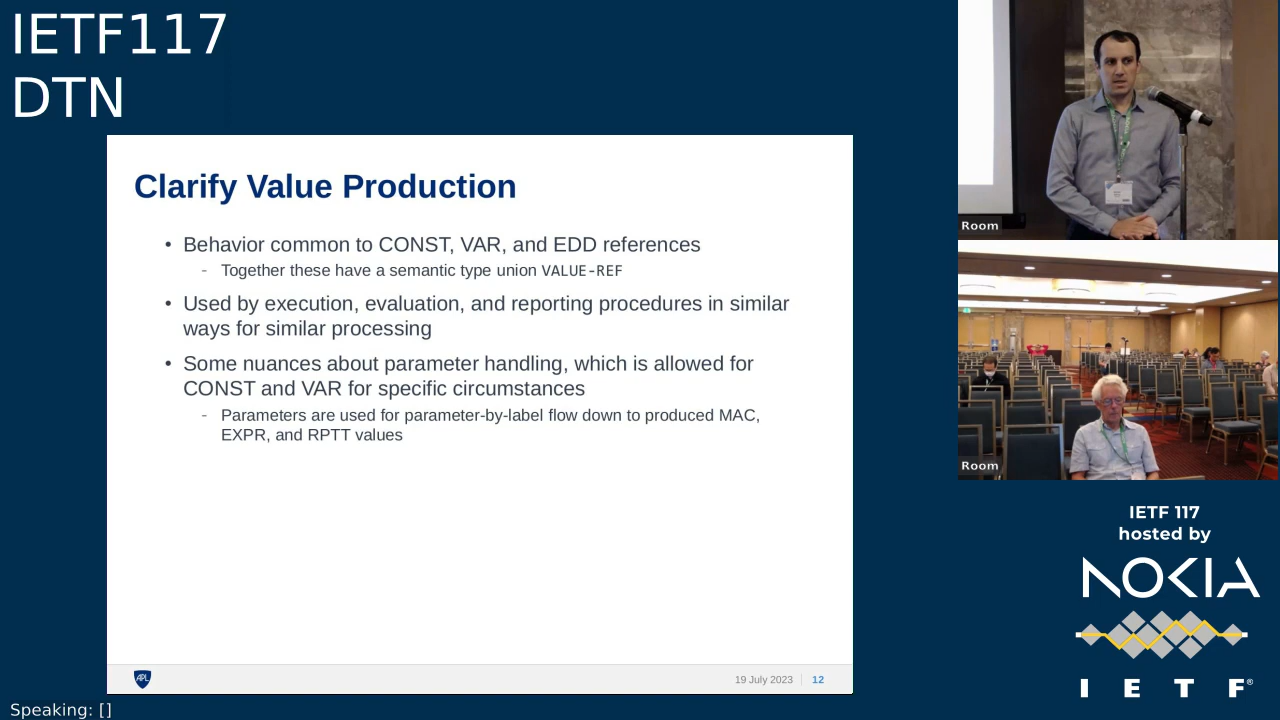 IETF117
DTN
Clarify Value Production
• Behavior common to CONST, VAR, and EDD references
- Together these have a semantic type union VALUE-REF
• Used by execution, evaluation, and reporting procedures in similar
ways for similar processing
• Some nuances about parameter handling, which is allowed for
CONST and VAR for specific circumstances
- Parameters are used for parameter-by-label flow down to produced MAC,
EXPR, and RPTT values
APL
19 July 2023 | 12
Room
Room
IETF 117
hosted by
NOKIA
I E T F®
Speaking: []